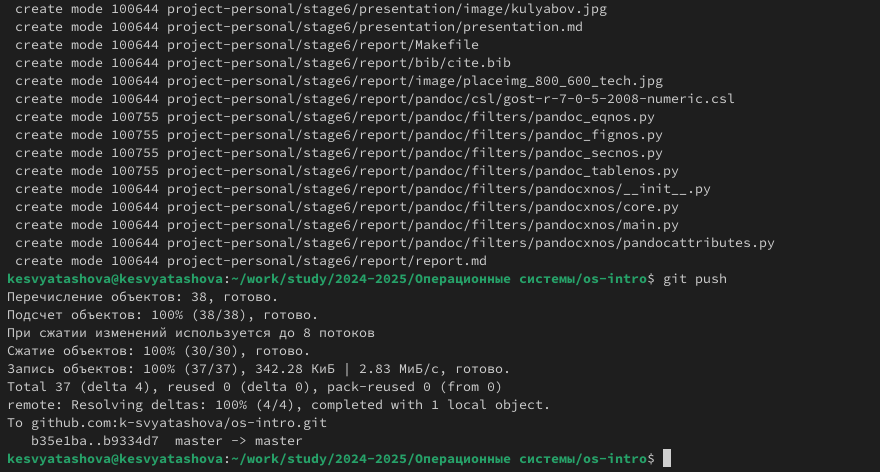 create mode 100644 project-personal/stage6/presentation/image/kulyabov.jpg
create mode 100644 project-personal/stage6/presentation/presentation.md
create mode 100644 project-personal/stage6/report/Makefile
create mode 100644 project-personal/stage6/report/bib/cite.bib
create mode 100644 project-personal/stage6/report/image/placeimg_800_600_tech.jpg
create mode 100644 project-personal/stage6/report/pandoc/csl/gost-r-7-0-5-2008-numeric.csl
create mode 100755 project-personal/stage6/report/pandoc/filters/pandoc_eqnos.py
create mode 100755 project-personal/stage6/report/pandoc/filters/pandoc_fignos.py
create mode 100755 project-personal/stage6/report/pandoc/filters/pandoc_secnos.py
create mode 100755 project-personal/stage6/report/pandoc/filters/pandoc_tablenos.py
create mode 100644 project-personal/stage6/report/pandoc/filters/pandocxnos/__init__.py
create mode 100644 project-personal/stage6/report/pandoc/filters/pandocxnos/core.py
create mode 100644 project-personal/stage6/report/pandoc/filters/pandocxnos/main.py
create mode 100644 project-personal/stage6/report/pandoc/filters/pandocxnos/pandocattributes.py
create mode 100644 project-personal/stage6/report/report.md
kesvyatashova@kesvyatashova:~/work/study/2024-2025/Операционные системы/os-intro$ git push
Перечисление объектов: 38, готово.
Подсчет объектов: 100% (38/38), готово.
При сжатии изменений используется до 8 потоков
Сжатие объектов: 100% (30/30), готово.
Запись объектов: 100% (37/37), 342.28 КиБ | 2.83 МиБ/с, готово.
Total 37 (delta 4), reused 0 (delta 0), pack-reused 0 (from 0)
remote: Resolving deltas: 100% (4/4), completed with 1 local object.
To github.com:k-svyatashova/os-intro.git
b35e1ba..b9334d7  master -> master
kesvyatashova@kesvyatashova:~/work/study/2024-2025/Операционные системы/os-intro$